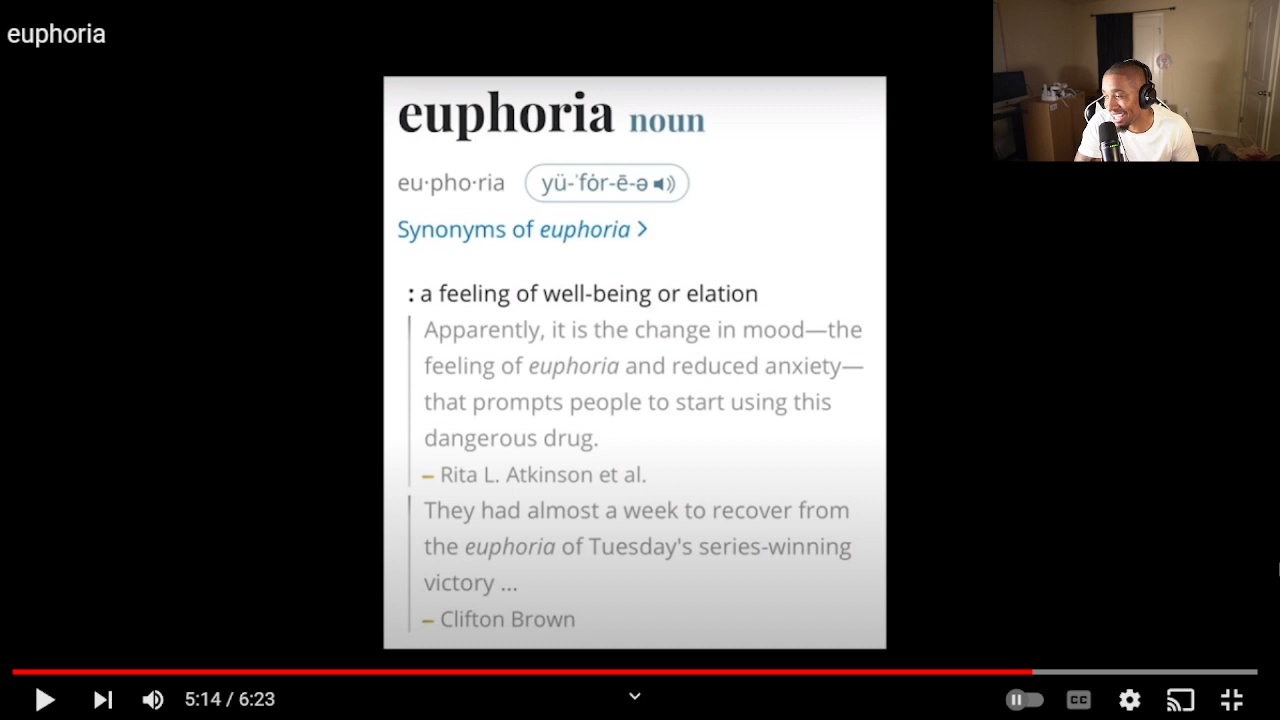 euphoria
euphoria noun
eu·pho·ria yü-ˈfȯr-ē-ə
Synonyms of euphoria >
: a feeling of well-being or elation
Apparently, it is the change in mood—the
feeling of euphoria and reduced anxiety—
that prompts people to start using this
dangerous drug.
– Rita L. Atkinson et al.
They had almost a week to recover from
the euphoria of Tuesday's series-winning
victory ...
– Clifton Brown
5:14 / 6:23
CC